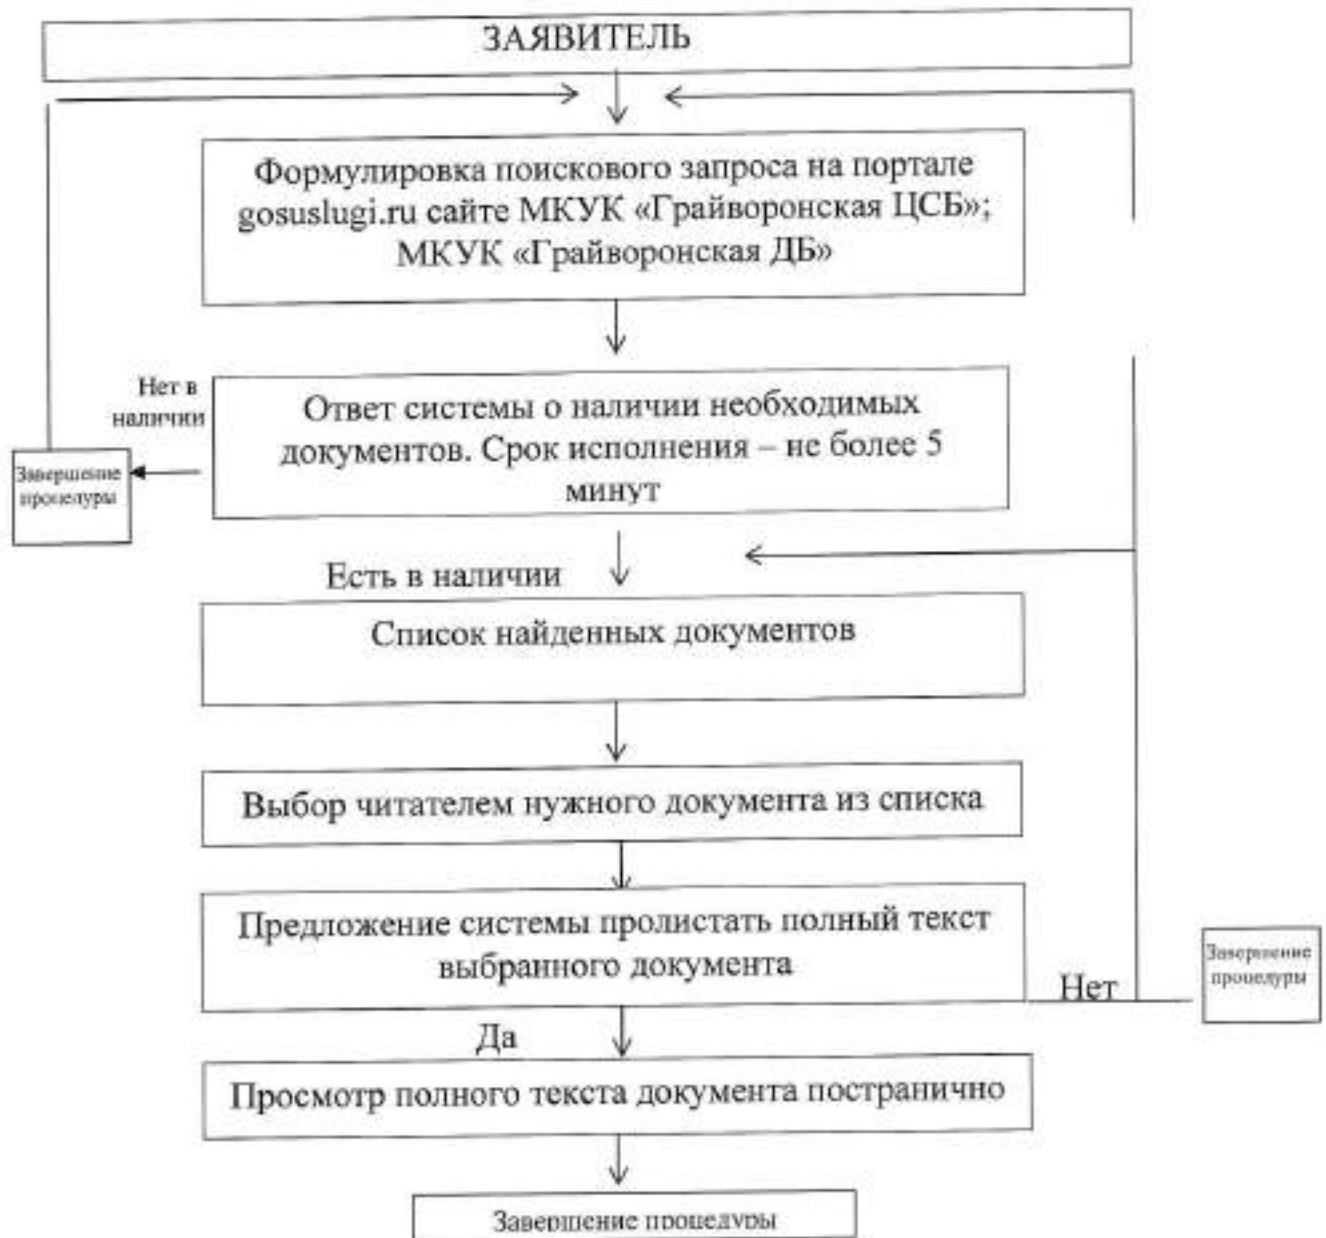 ЗАЯВИТЕЛЬ
Формулировка поискового запроса на портале
gosuslugi.ru сайте МКУК «Грайворонская ЦСБ»;
МКУК «Грайворонская ДБ»
Нет в
наличии
Ответ системы о наличии необходимых
документов. Срок исполнения – не более 5
минут
Завершение
процедуры
Есть в наличии
Список найденных документов
Выбор читателем нужного документа из списка
Предложение системы пролистать полный текст
выбранного документа
Нет
Завершение
процедуры
Да
Просмотр полного текста документа постранично
Завершение процедуры